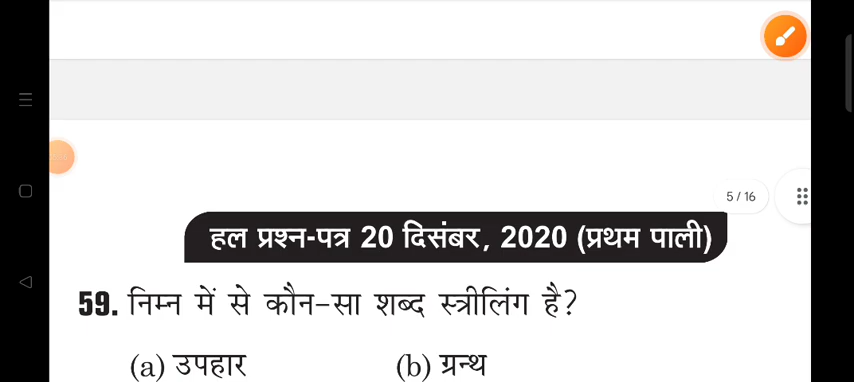 5 / 16
हल प्रश्न-पत्र 20 दिसंबर, 2020 (प्रथम पाली)
59. निम्न में से कौन-सा शब्द स्त्रीलिंग है?
(a) उपहार (b) ग्रन्थ